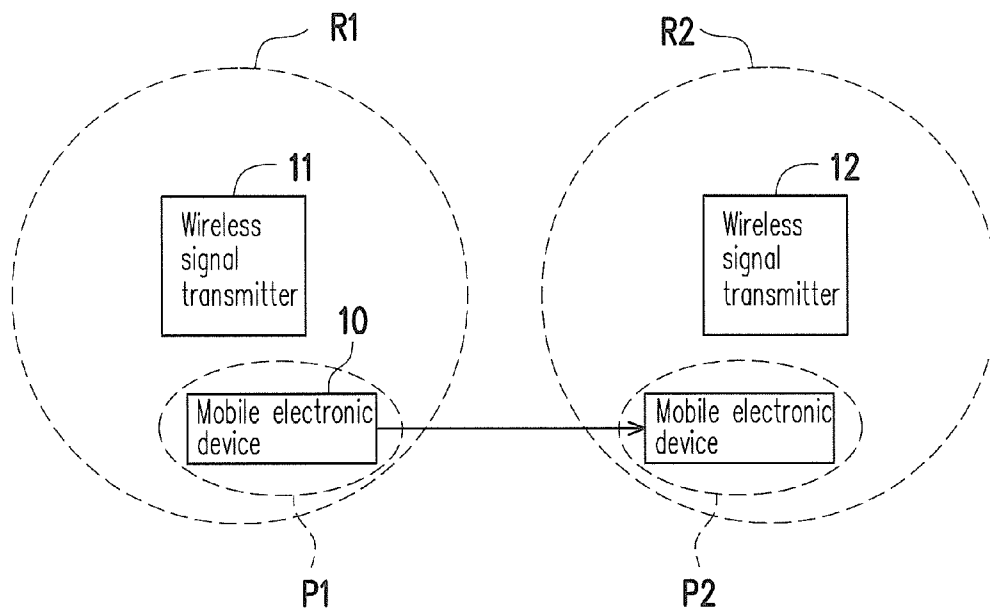 R1
R2
11
12
Wireless
signal
transmitter
Wireless
signal
transmitter
10
Mobile electronic
device
Mobile electronic
device
P1
P2